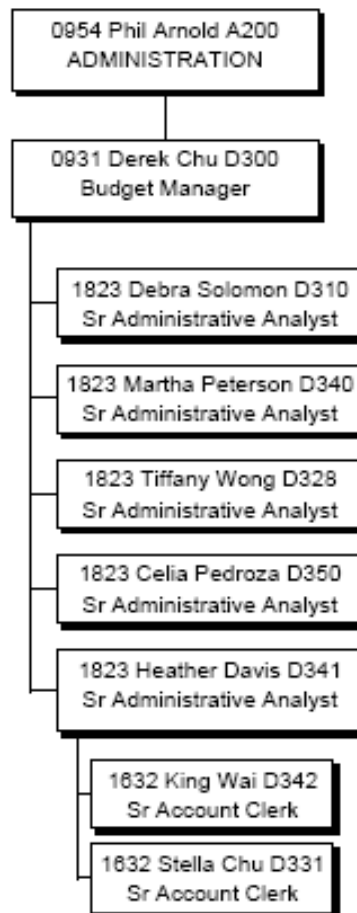 0954 Phil Arnold A200
ADMINISTRATION
0931 Derek Chu D300
Budget Manager
1823 Debra Solomon D310
Sr Administrative Analyst
1823 Martha Peterson D340
Sr Administrative Analyst
1823 Tiffany Wong D328
Sr Administrative Analyst
1823 Celia Pedroza D350
Sr Administrative Analyst
1823 Heather Davis D341
Sr Administrative Analyst
1632 King Wai D342
Sr Account Clerk
1632 Stella Chu D331
Sr Account Clerk